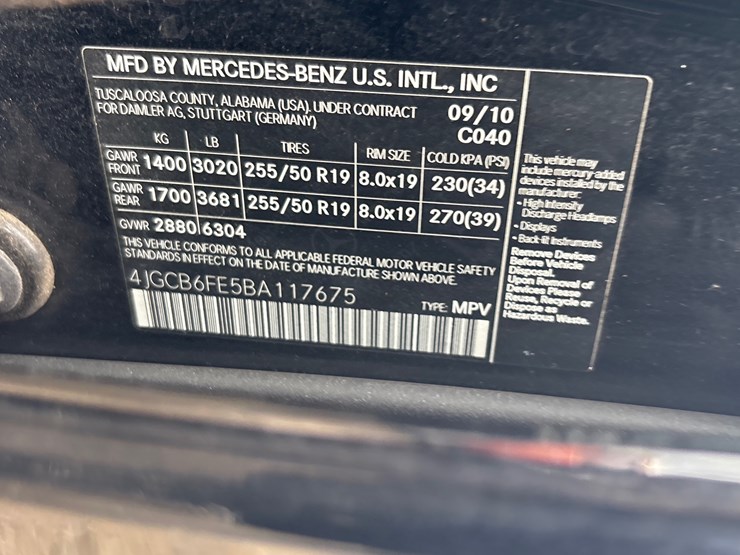 MFD BY MERCEDES-BENZ U.S. INTL., INC
TUSCALOOSA COUNTY, ALABAMA (USA) UNDER CONTRACT
FOR DAIMLER AG, STUTTGART (GERMANY)
09/10
C040
KG LB TIRES RIM SIZE COLD KPA (PSI)
GAWR FRONT 1400 3020 255/50 R19 8.0x19 230(34)
GAWR REAR 1700 3681 255/50 R19 8.0x19 270(39)
GVWR 2880 6304
THIS VEHICLE CONFORMS TO ALL APPLICABLE FEDERAL MOTOR VEHICLE SAFETY
STANDARDS IN EFFECT ON THE DATE OF MANUFACTURE SHOWN ABOVE.
4JGCB6FE5BA117675
TYPE: MPV
This vehicle may
include mercury added
devices installed by the
manufacturer:
• High Intensity
Discharge Headlamps
• Displays
• Back-lit Instruments
Remove Devices
Before Vehicle
Disposal.
Upon Removal of
Devices Please
Reuse, Recycle or
Dispose as
Hazardous Waste.